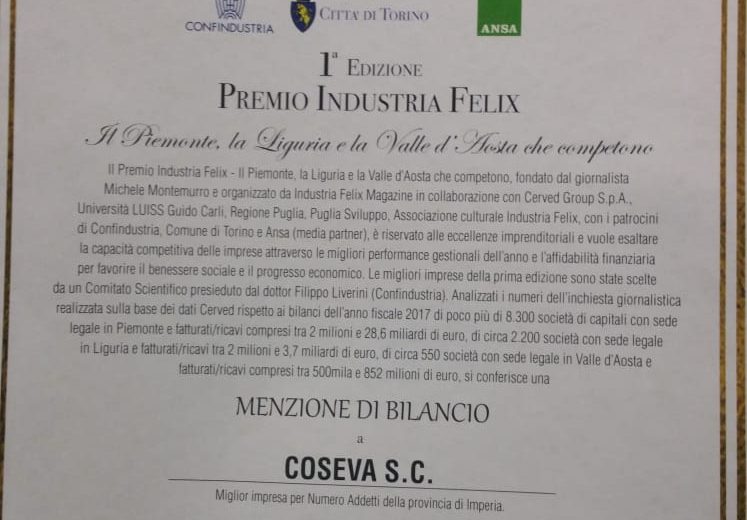 CONFINDUSTRIA CITTÀ DI TORINO ANSA
1ª EDIZIONE
PREMIO INDUSTRIA FELIX
Il Piemonte, la Liguria e la Valle d'Aosta che competono
Il Premio Industria Felix - Il Piemonte, la Liguria e la Valle d'Aosta che competono, fondato dal giornalista
Michele Montemurro e organizzato da Industria Felix Magazine in collaborazione con Cerved Group S.p.A.,
Università LUISS Guido Carli, Regione Puglia, Puglia Sviluppo, Associazione culturale Industria Felix, con i patrocini
di Confindustria, Comune di Torino e Ansa (media partner), è riservato alle eccellenze imprenditoriali e vuole esaltare
la capacità competitiva delle imprese attraverso le migliori performance gestionali dell'anno e l'affidabilità finanziaria
per favorire il benessere sociale e il progresso economico. Le migliori imprese della prima edizione sono state scelte
da un Comitato Scientifico presieduto dal dottor Filippo Liverini (Confindustria). Analizzati i numeri dell'inchiesta giornalistica
realizzata sulla base dei dati Cerved rispetto ai bilanci dell'anno fiscale 2017 di poco più di 8.300 società di capitali con sede
legale in Piemonte e fatturati/ricavi compresi tra 2 milioni e 28,6 miliardi di euro, di circa 2.200 società con sede legale
in Liguria e fatturati/ricavi tra 2 milioni e 3,7 miliardi di euro, di circa 550 società con sede legale in Valle d'Aosta e
fatturati/ricavi compresi tra 500mila e 852 milioni di euro, si conferisce una
MENZIONE DI BILANCIO
a
COSEVA S.C.
Miglior impresa per Numero Addetti della provincia di Imperia.